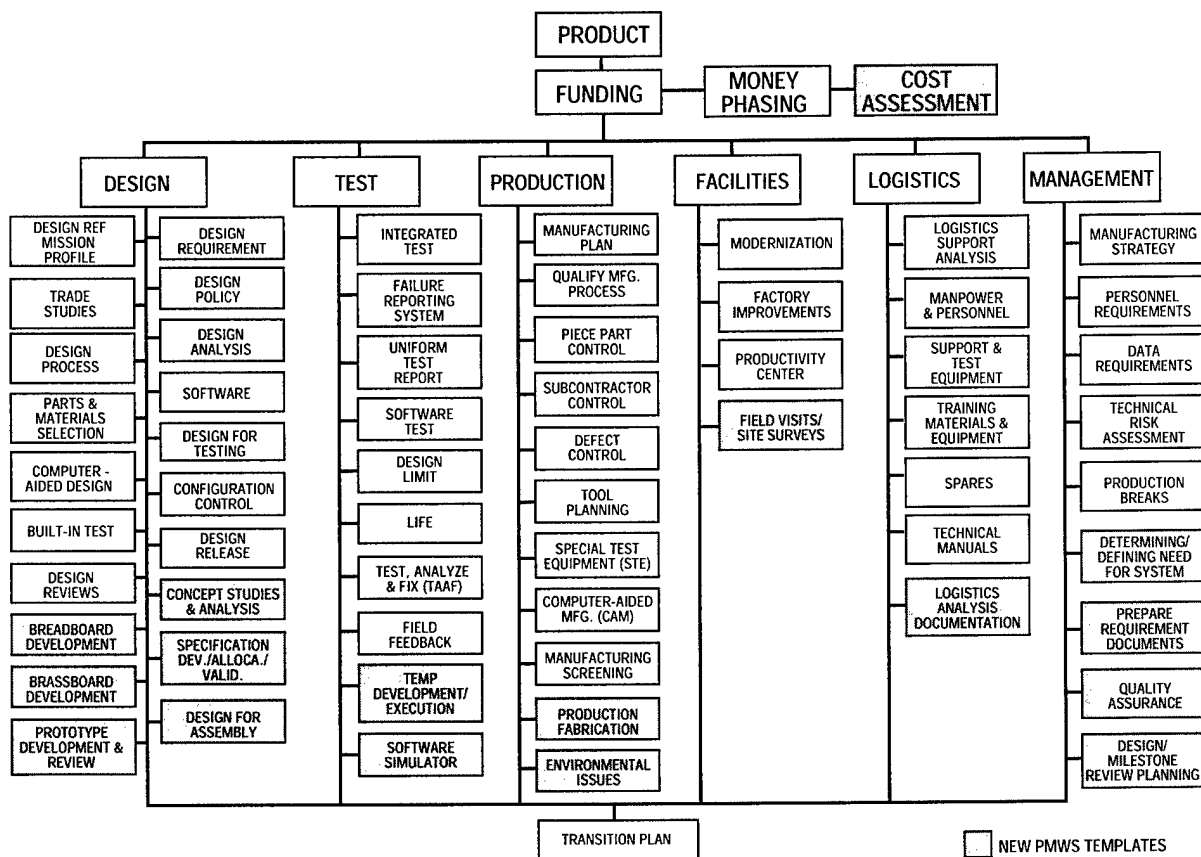 PRODUCT
FUNDING
MONEY
PHASING
COST
ASSESSMENT
DESIGN
TEST
PRODUCTION
FACILITIES
LOGISTICS
MANAGEMENT
DESIGN REF
MISSION
PROFILE
TRADE
STUDIES
DESIGN
PROCESS
PARTS &
MATERIALS
SELECTION
COMPUTER -
AIDED DESIGN
BUILT-IN TEST
DESIGN
REVIEWS
BREADBOARD
DEVELOPMENT
BRASSBOARD
DEVELOPMENT
PROTOTYPE
DEVELOPMENT &
REVIEW
DESIGN
REQUIREMENT
DESIGN
POLICY
DESIGN
ANALYSIS
SOFTWARE
DESIGN FOR
TESTING
CONFIGURATION
CONTROL
DESIGN
RELEASE
CONCEPT STUDIES
& ANALYSIS
SPECIFICATION
DEV./ALLOCA./
VALID.
DESIGN FOR
ASSEMBLY
INTEGRATED
TEST
FAILURE
REPORTING
SYSTEM
UNIFORM
TEST
REPORT
SOFTWARE
TEST
DESIGN
LIMIT
LIFE
TEST, ANALYZE
& FIX (TAAF)
FIELD
FEEDBACK
TEMP
DEVELOPMENT/
EXECUTION
SOFTWARE
SIMULATOR
MANUFACTURING
PLAN
QUALIFY MFG.
PROCESS
PIECE PART
CONTROL
SUBCONTRACTOR
CONTROL
DEFECT
CONTROL
TOOL
PLANNING
SPECIAL TEST
EQUIPMENT (STE)
COMPUTER-AIDED
MFG. (CAM)
MANUFACTURING
SCREENING
PRODUCTION
FABRICATION
ENVIRONMENTAL
ISSUES
MODERNIZATION
FACTORY
IMPROVEMENTS
PRODUCTIVITY
CENTER
FIELD VISITS/
SITE SURVEYS
LOGISTICS
SUPPORT
ANALYSIS
MANPOWER
& PERSONNEL
SUPPORT &
TEST
EQUIPMENT
TRAINING
MATERIALS &
EQUIPMENT
SPARES
TECHNICAL
MANUALS
LOGISTICS
ANALYSIS
DOCUMENTATION
MANUFACTURING
STRATEGY
PERSONNEL
REQUIREMENTS
DATA
REQUIREMENTS
TECHNICAL
RISK
ASSESSMENT
PRODUCTION
BREAKS
DETERMINING/
DEFINING NEED
FOR SYSTEM
PREPARE
REQUIREMENT
DOCUMENTS
QUALITY
ASSURANCE
DESIGN/
MILESTONE
REVIEW PLANNING
TRANSITION PLAN
NEW PMWS TEMPLATES